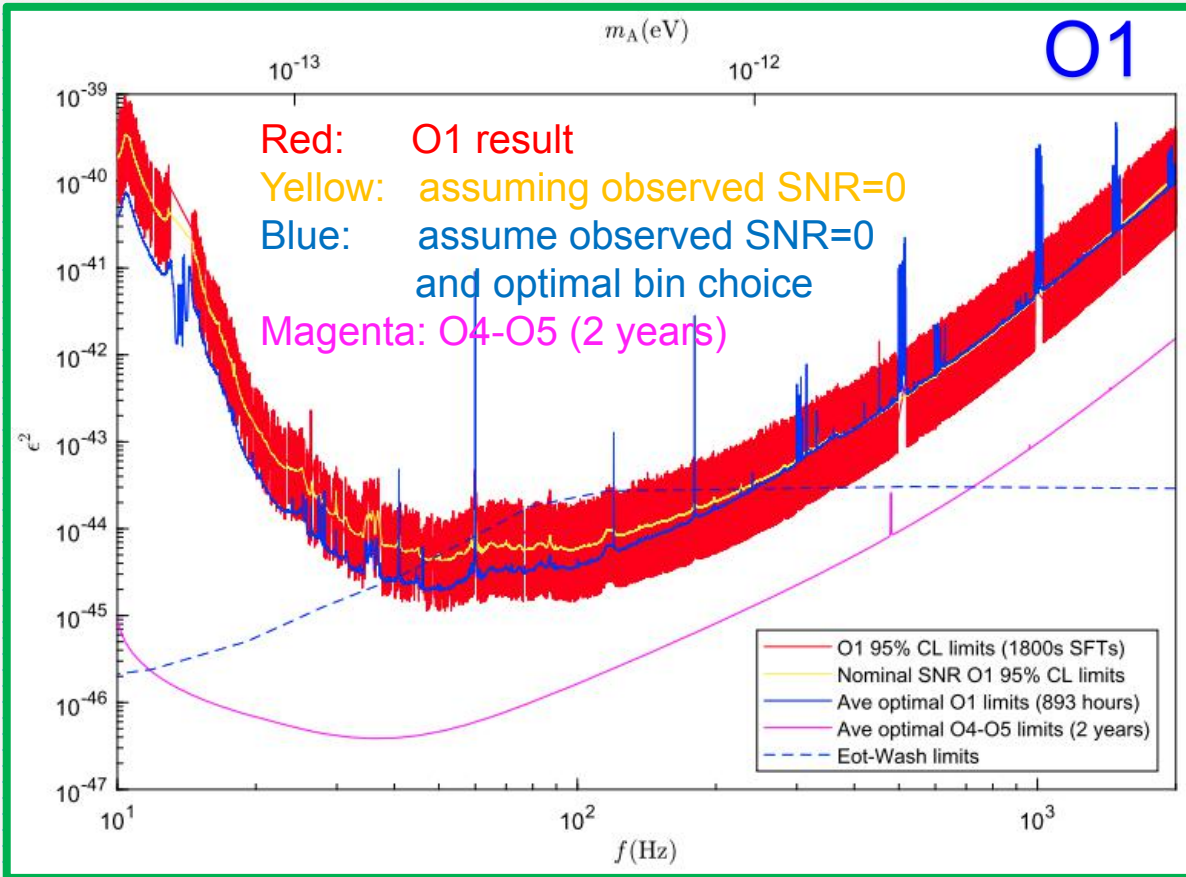 O1
m_A(eV)
10^-13 10^-12
10^-39
10^-40
10^-41
10^-42
10^-43
10^-44
10^-45
10^-46
10^-47
ϵ^2
Red: O1 result
Yellow: assuming observed SNR=0
Blue: assume observed SNR=0
and optimal bin choice
Magenta: O4-O5 (2 years)
O1 95% CL limits (1800s SFTs)
Nominal SNR O1 95% CL limits
Ave optimal O1 limits (893 hours)
Ave optimal O4-O5 limits (2 years)
Eot-Wash limits
10^1 10^2 10^3
f(Hz)